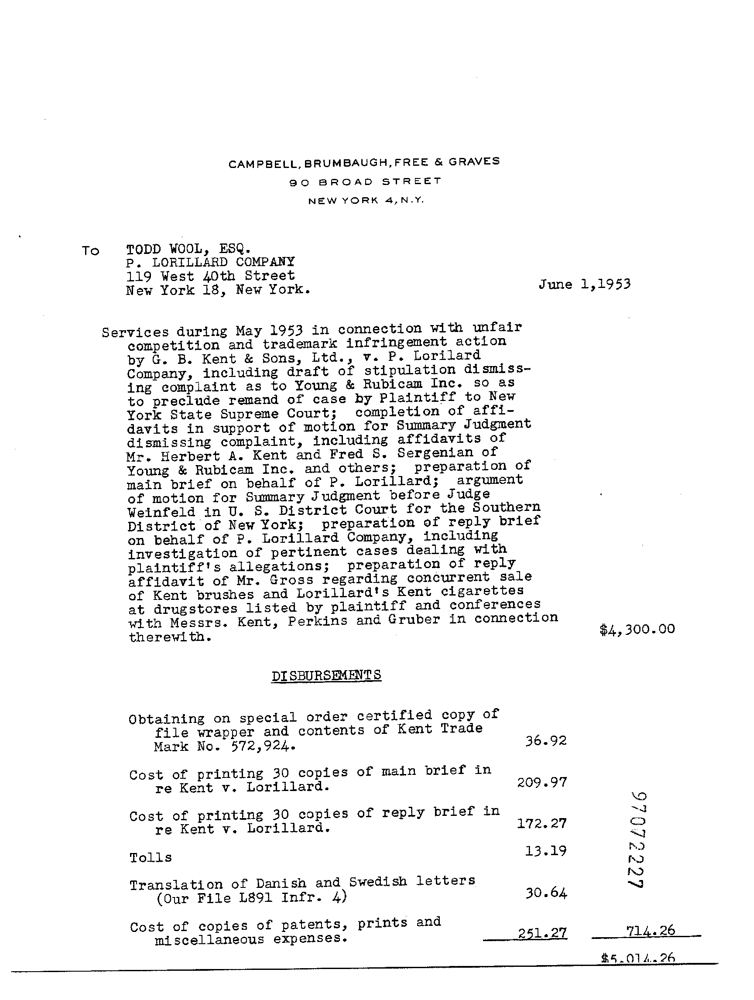 CAMPBELL, BRUMBAUGH, FREE & GRAVES
90 BROAD STREET
NEW YORK 4, N.Y.
To TODD WOOL, ESQ.
P. LORILLARD COMPANY
119 West 40th Street
New York 18, New York.
June 1,1953
Services during May 1953 in connection with unfair
competition and trademark infringement action
by G. B. Kent & Sons, Ltd., v. P. Lorilard
Company, including draft of stipulation dismiss-
ing complaint as to Young & Rubicam Inc. so as
to preclude remand of case by Plaintiff to New
York State Supreme Court; completion of affi-
davits in support of motion for Summary Judgment
dismissing complaint, including affidavits of
Mr. Herbert A. Kent and Fred S. Sergenian of
Young & Rubicam Inc. and others; preparation of
main brief on behalf of P. Lorillard; argument
of motion for Summary Judgment before Judge
Weinfeld in U. S. District Court for the Southern
District of New York; preparation of reply brief
on behalf of P. Lorillard Company, including
investigation of pertinent cases dealing with
plaintiff's allegations; preparation of reply
affidavit of Mr. Gross regarding concurrent sale
of Kent brushes and Lorillard's Kent cigarettes
at drugstores listed by plaintiff and conferences
with Messrs. Kent, Perkins and Gruber in connection
therewith. $4,300.00
DISBURSEMENTS
Obtaining on special order certified copy of
file wrapper and contents of Kent Trade
Mark No. 572,924. 36.92
Cost of printing 30 copies of main brief in
re Kent v. Lorillard. 209.97
Cost of printing 30 copies of reply brief in
re Kent v. Lorillard. 172.27
Tolls 13.19
Translation of Danish and Swedish letters
(Our File L891 Infr. 4) 30.64
Cost of copies of patents, prints and
miscellaneous expenses. 251.27 714.26
$5,014.26
97072227